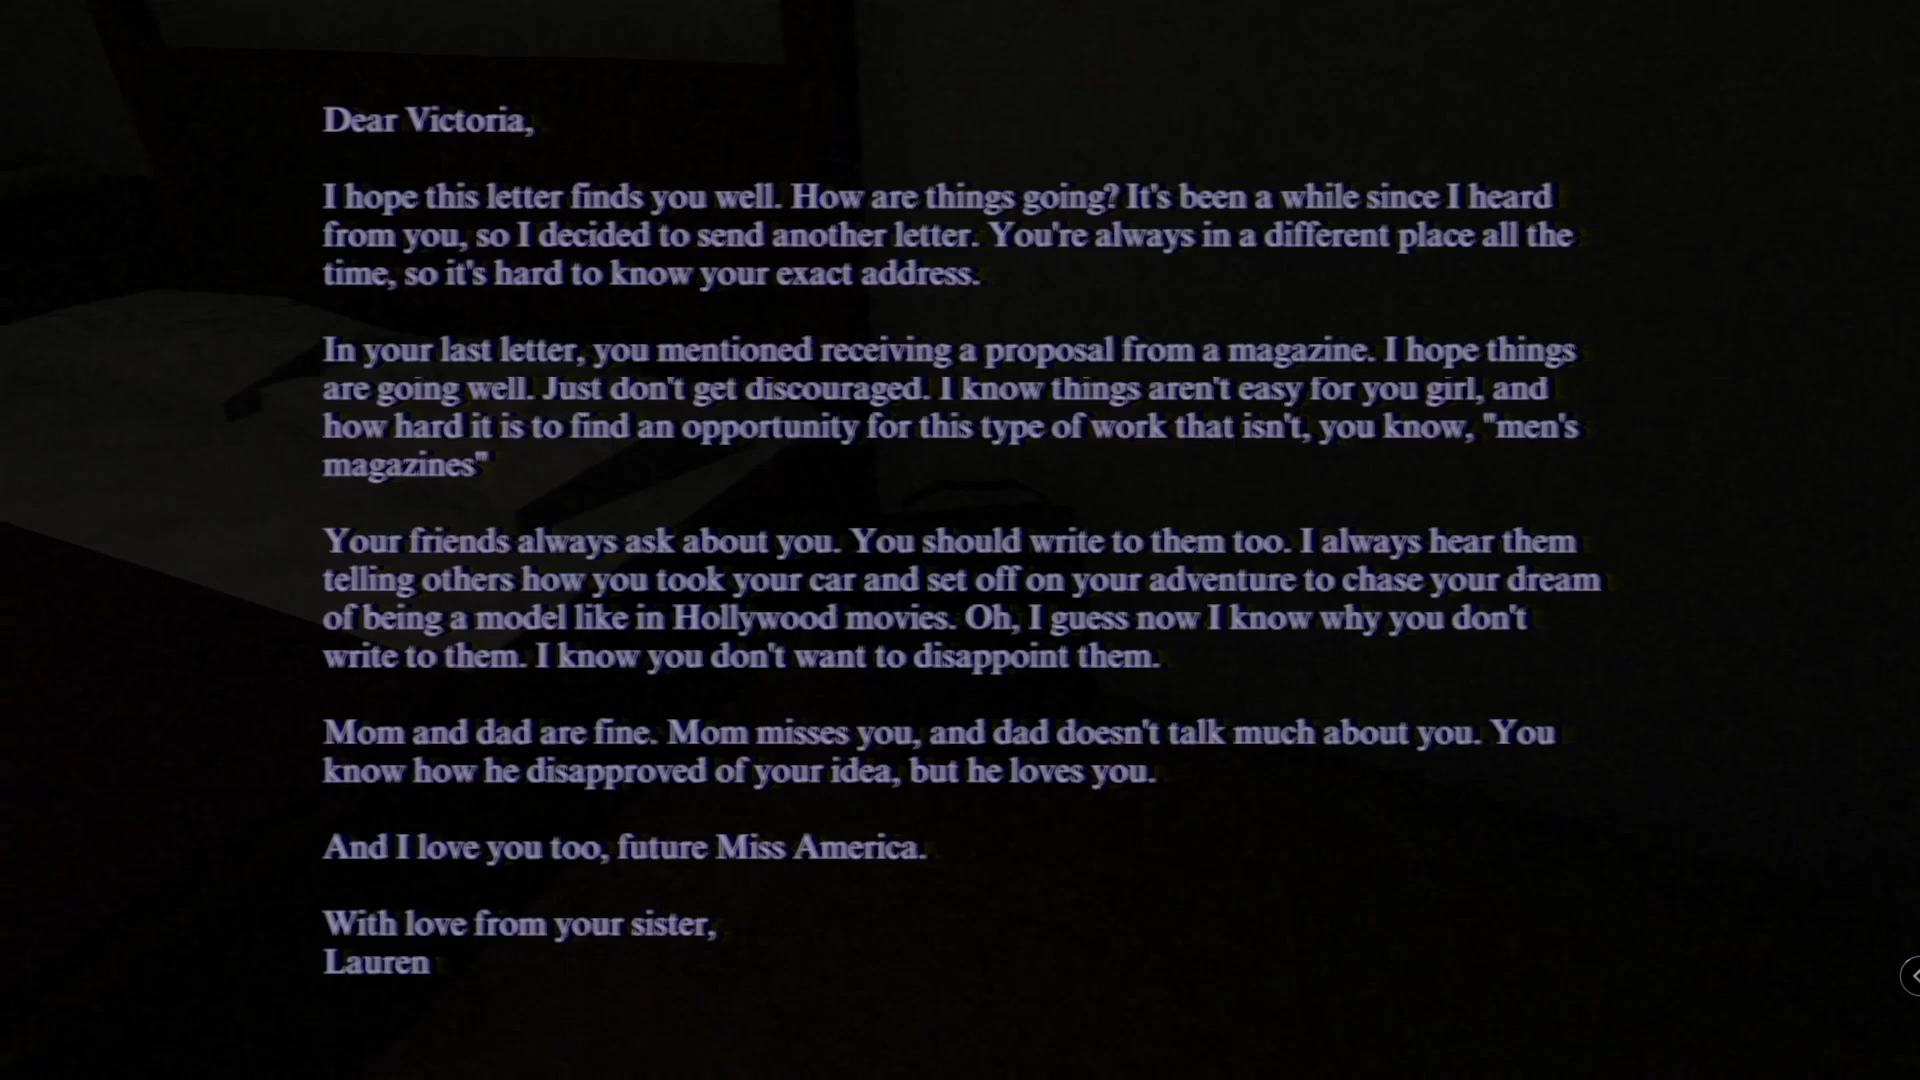 Dear Victoria,
I hope this letter finds you well. How are things going? It's been a while since I heard
from you, so I decided to send another letter. You're always in a different place all the
time, so it's hard to know your exact address.
In your last letter, you mentioned receiving a proposal from a magazine. I hope things
are going well. Just don't get discouraged. I know things aren't easy for you girl, and
how hard it is to find an opportunity for this type of work that isn't, you know, "men's
magazines"
Your friends always ask about you. You should write to them too. I always hear them
telling others how you took your car and set off on your adventure to chase your dream
of being a model like in Hollywood movies. Oh, I guess now I know why you don't
write to them. I know you don't want to disappoint them.
Mom and dad are fine. Mom misses you, and dad doesn't talk much about you. You
know how he disapproved of your idea, but he loves you.
And I love you too, future Miss America.
With love from your sister,
Lauren